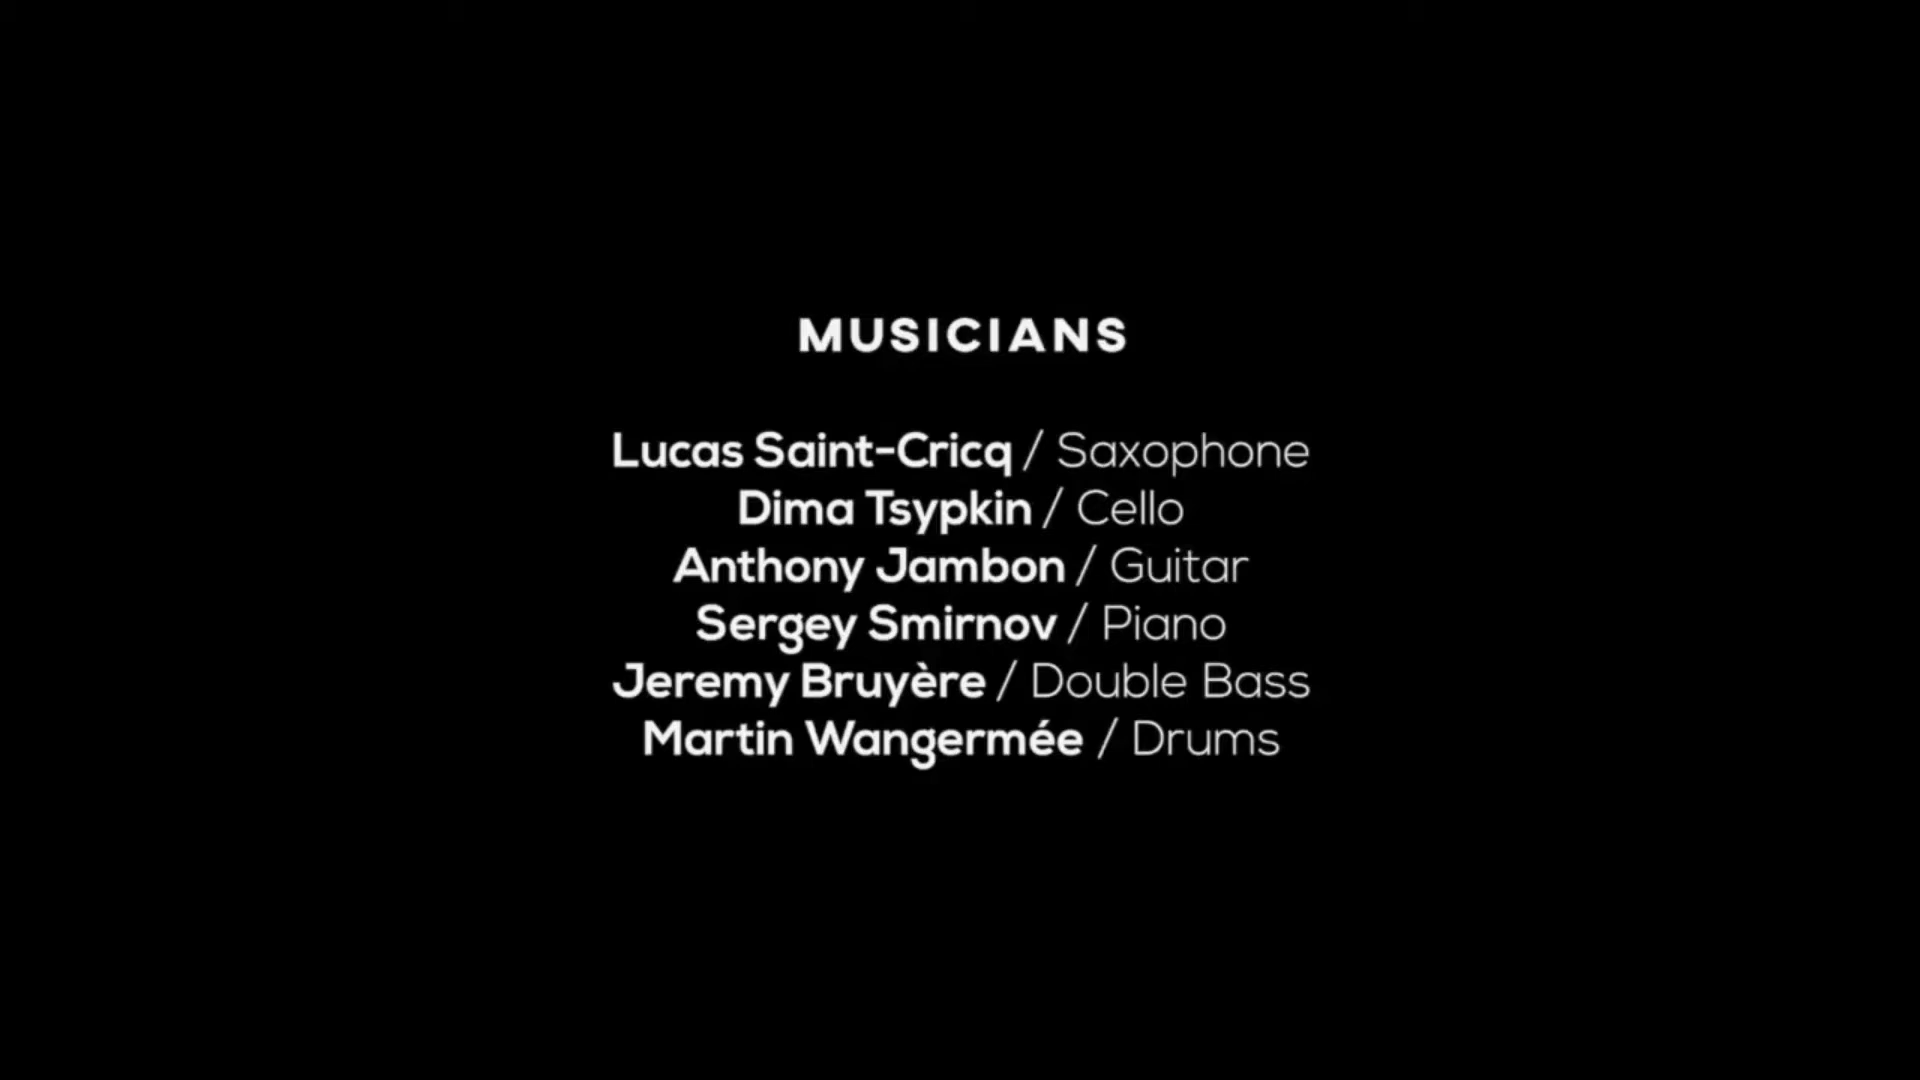 MUSICIANS
Lucas Saint-Cricq / Saxophone
Dima Tsypkin / Cello
Anthony Jambon / Guitar
Sergey Smirnov / Piano
Jeremy Bruyère / Double Bass
Martin Wangermée / Drums